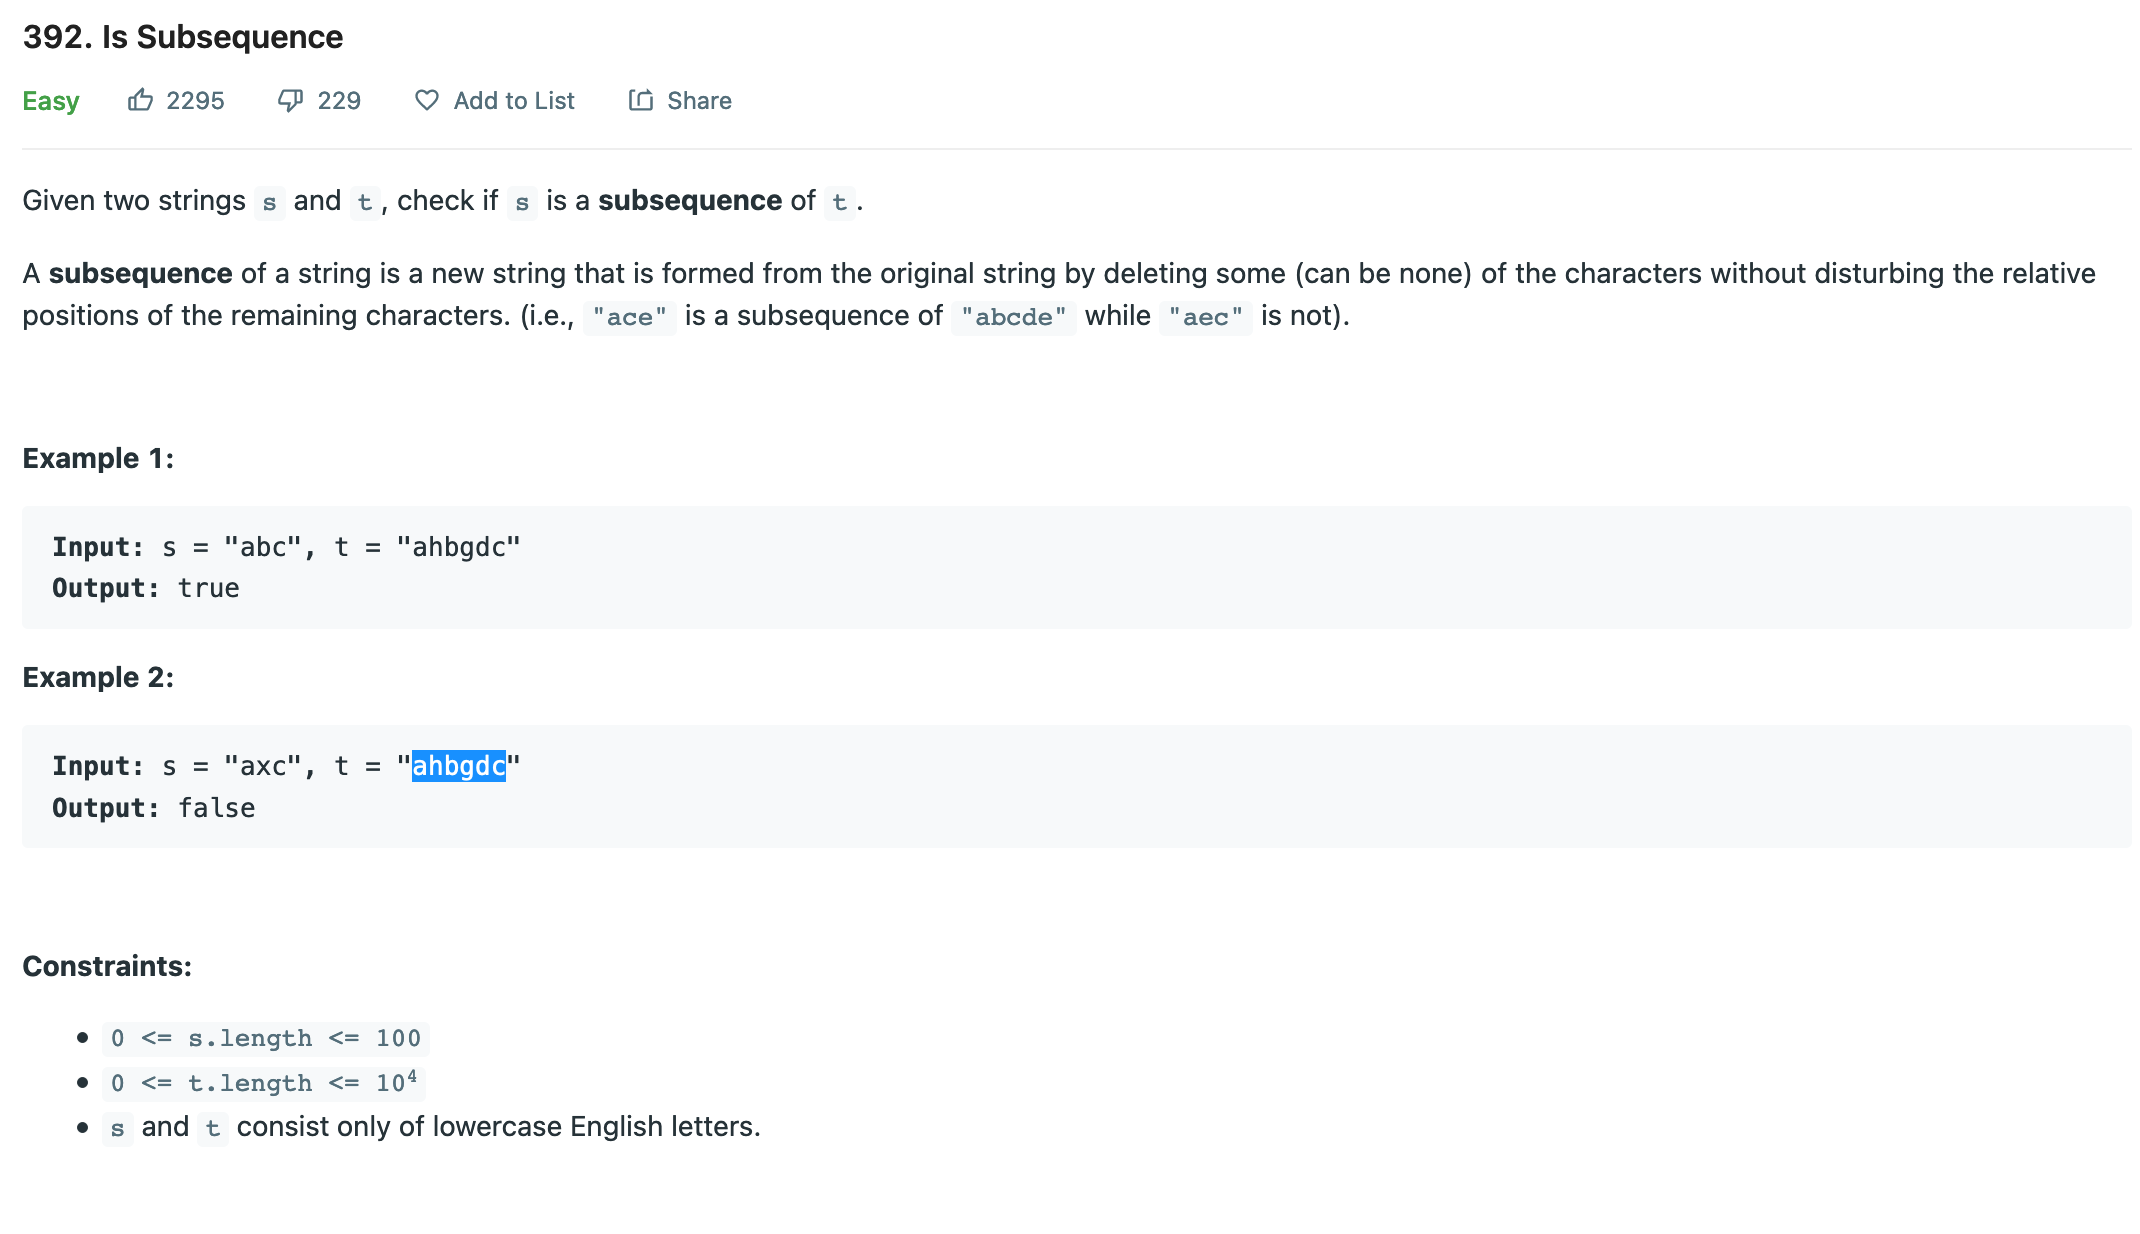 392. Is Subsequence
Easy 2295 229 Add to List Share
Given two strings s and t, check if s is a subsequence of t.
A subsequence of a string is a new string that is formed from the original string by deleting some (can be none) of the characters without disturbing the relative
positions of the remaining characters. (i.e., "ace" is a subsequence of "abcde" while "aec" is not).
Example 1:
Input: s = "abc", t = "ahbgdc"
Output: true
Example 2:
Input: s = "axc", t = "ahbgdc"
Output: false
Constraints:
• 0 <= s.length <= 100
• 0 <= t.length <= 10⁴
• s and t consist only of lowercase English letters.